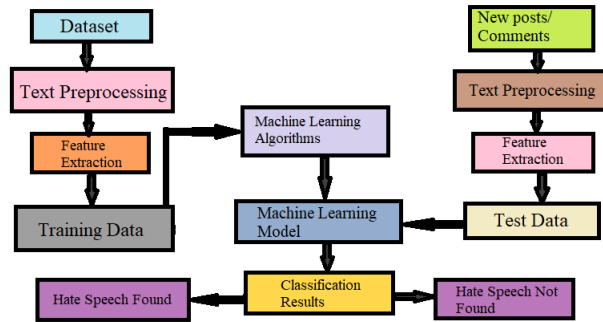 Dataset
Text Preprocessing
Feature
Extraction
Training Data
Machine Learning
Algorithms
Machine Learning
Model
New posts/
Comments
Text Preprocessing
Feature
Extraction
Test Data
Classification
Results
Hate Speech Found
Hate Speech Not
Found